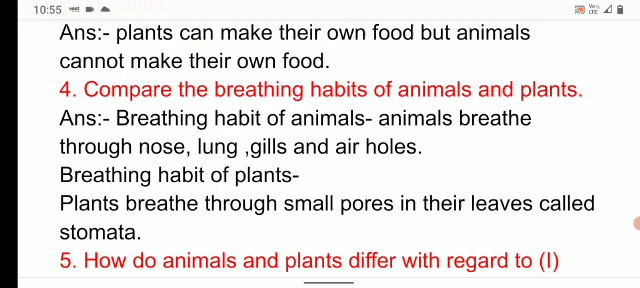 10:55
Ans:- plants can make their own food but animals
cannot make their own food.
4. Compare the breathing habits of animals and plants.
Ans:- Breathing habit of animals- animals breathe
through nose, lung ,gills and air holes.
Breathing habit of plants-
Plants breathe through small pores in their leaves called
stomata.
5. How do animals and plants differ with regard to (I)